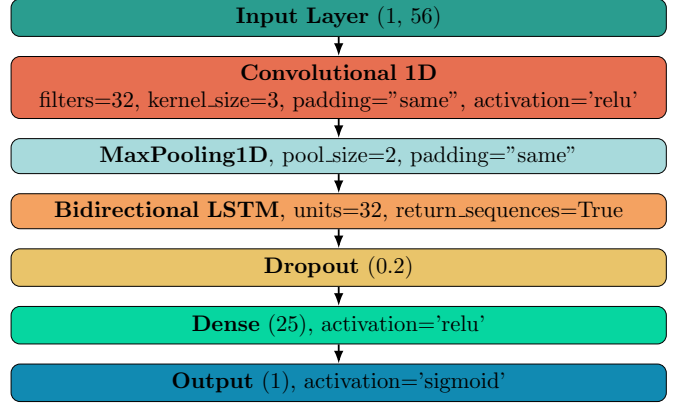 Input Layer (1, 56)
Convolutional 1D
filters=32, kernel_size=3, padding=”same”, activation=’relu’
MaxPooling1D, pool_size=2, padding=”same”
Bidirectional LSTM, units=32, return_sequences=True
Dropout (0.2)
Dense (25), activation=’relu’
Output (1), activation=’sigmoid’